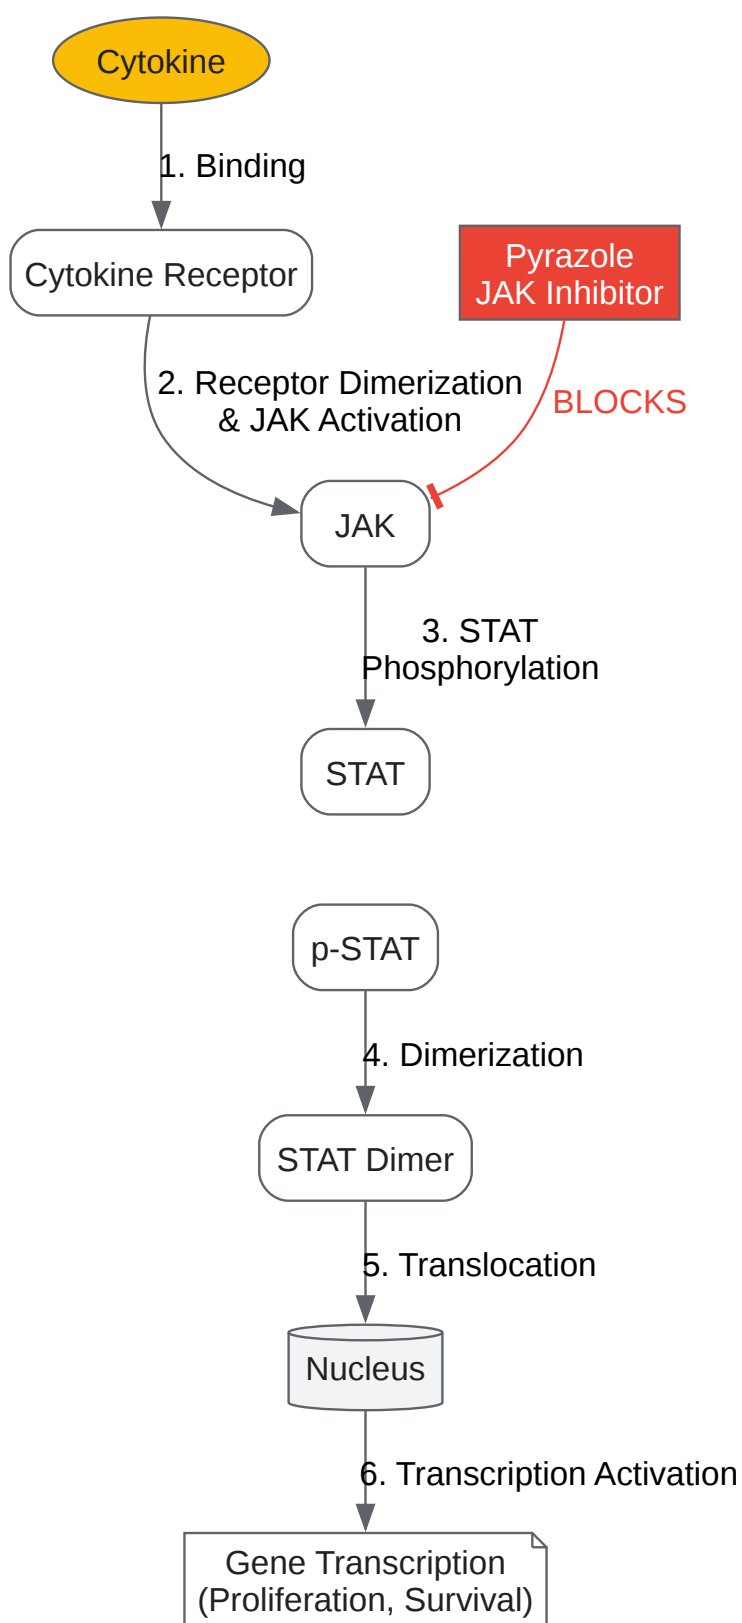 Cytokine
1. Binding
Cytokine Receptor
Pyrazole
JAK Inhibitor
2. Receptor Dimerization
& JAK Activation
BLOCKS
JAK
3. STAT
Phosphorylation
STAT
p-STAT
4. Dimerization
STAT Dimer
5. Translocation
Nucleus
6. Transcription Activation
Gene Transcription
(Proliferation, Survival)